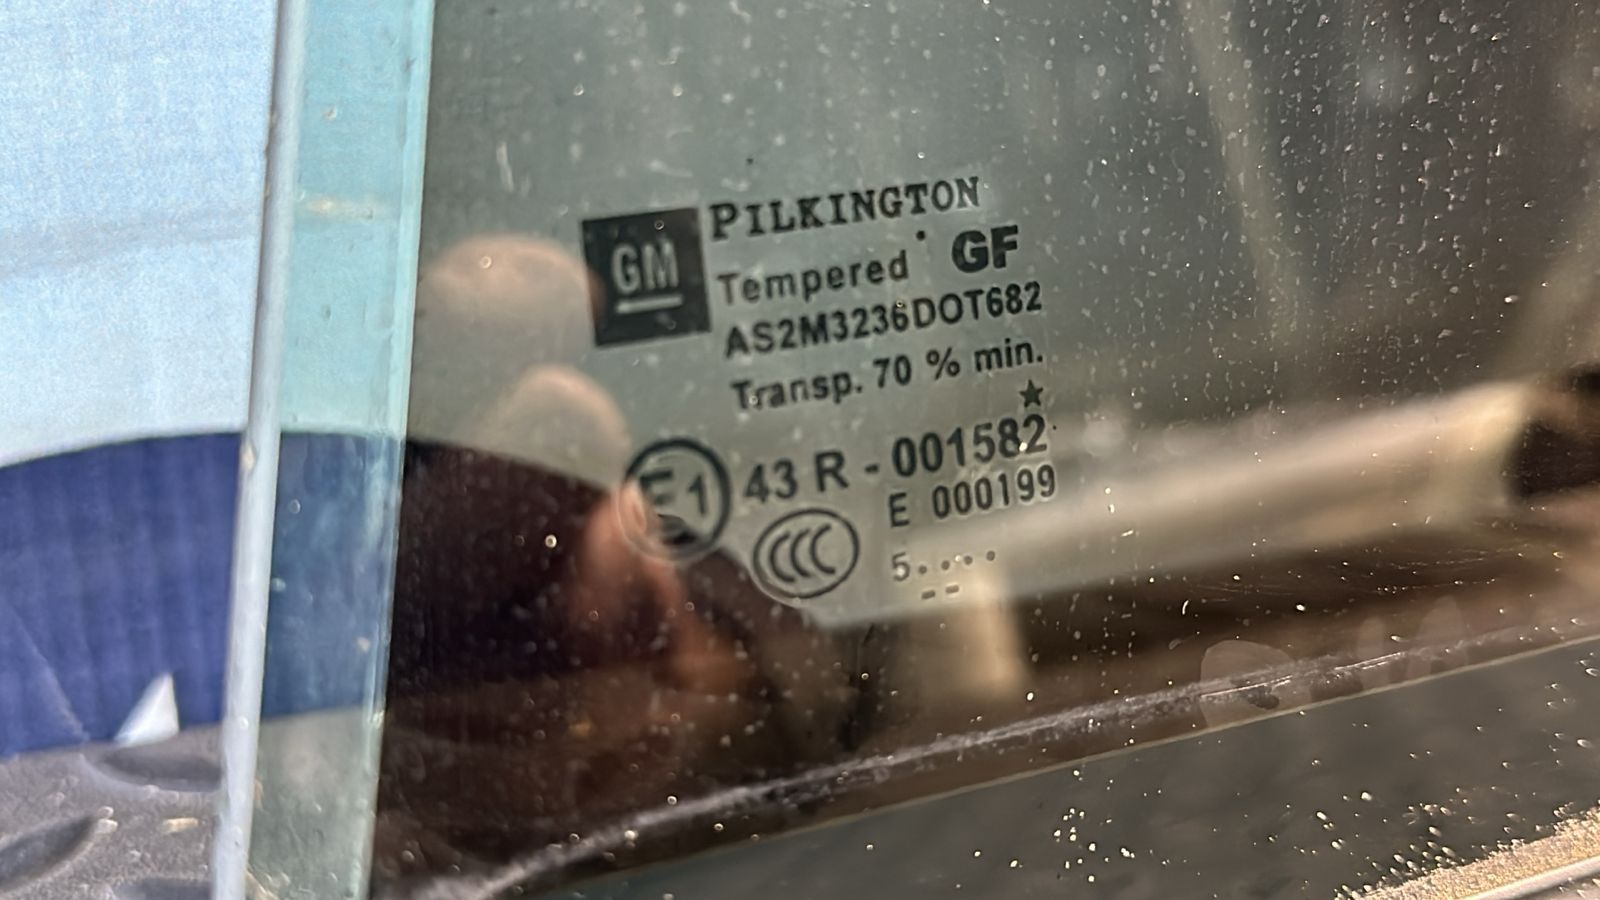 GM
PILKINGTON
Tempered GF
AS2M3236DOT682
Transp. 70 % min.
★
E1 43 R - 001582
CCC E 000199
5....
--